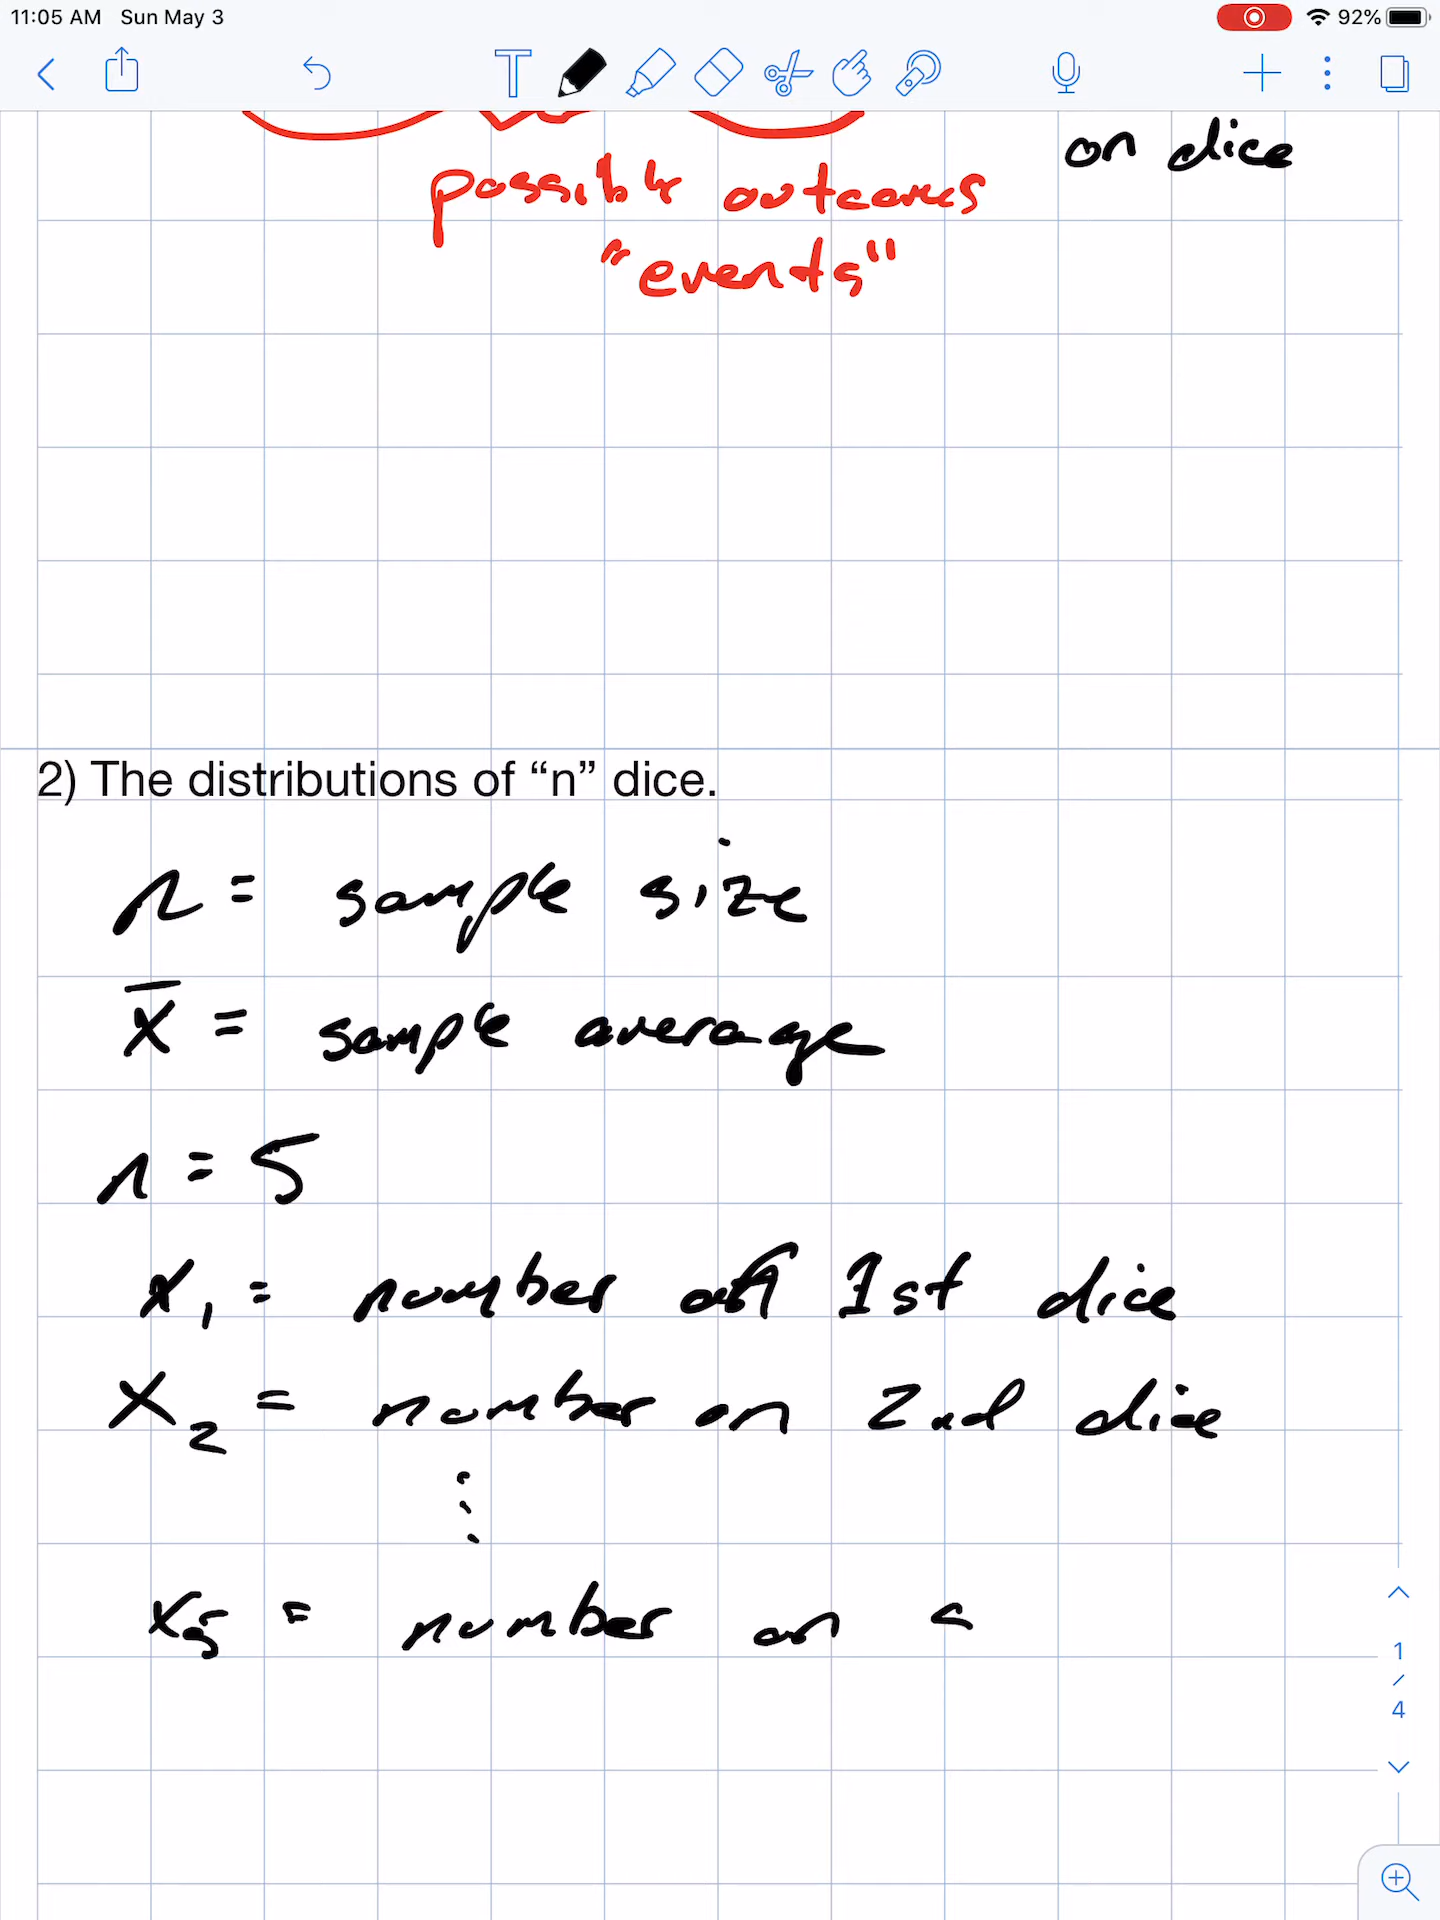 11:05 AM Sun May 3 92%
T
on dice
possible outcomes
"events"
2) The distributions of “n” dice.
n = sample size
x̄ = sample average
n = 5
x₁ = number on 1st dice
x₂ = number on 2nd dice
⋮
x₅ = number on
1
/
4